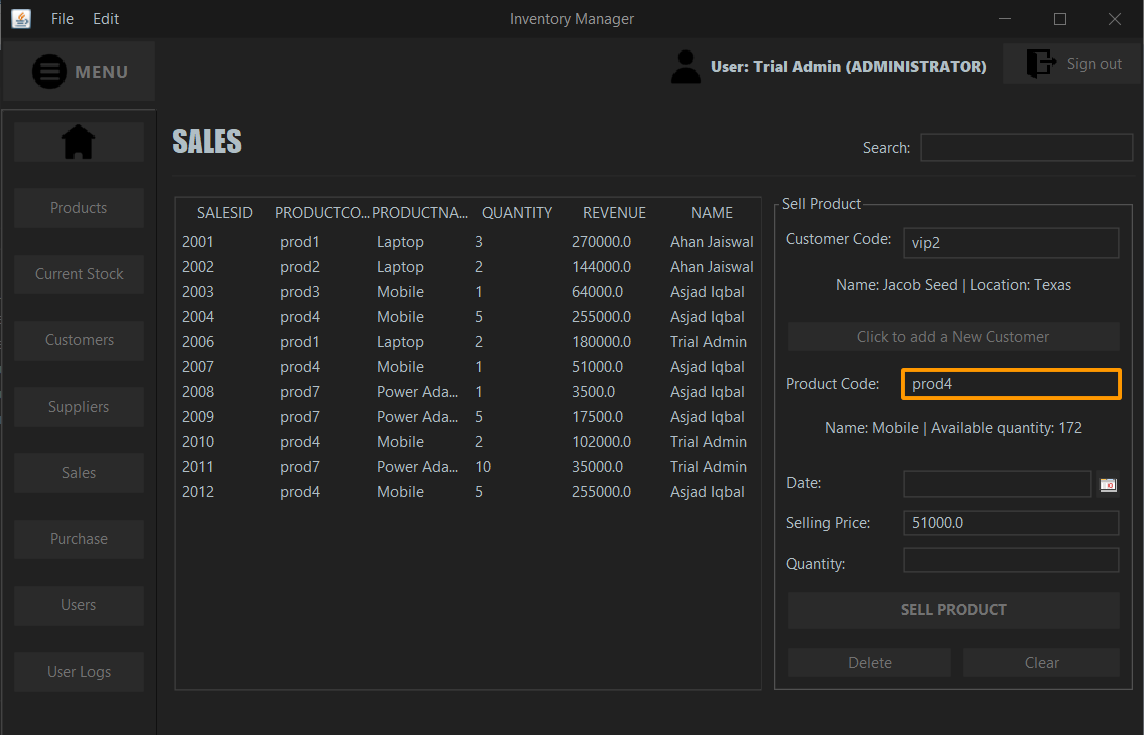 File Edit Inventory Manager
MENU
User: Trial Admin (ADMINISTRATOR)
Sign out
Products
Current Stock
Customers
Suppliers
Sales
Purchase
Users
User Logs
SALES
Search:
SALESID PRODUCTCO... PRODUCTNA... QUANTITY REVENUE NAME
2001 prod1 Laptop 3 270000.0 Ahan Jaiswal
2002 prod2 Laptop 2 144000.0 Ahan Jaiswal
2003 prod3 Mobile 1 64000.0 Asjad Iqbal
2004 prod4 Mobile 5 255000.0 Asjad Iqbal
2006 prod1 Laptop 2 180000.0 Trial Admin
2007 prod4 Mobile 1 51000.0 Asjad Iqbal
2008 prod7 Power Ada... 1 3500.0 Asjad Iqbal
2009 prod7 Power Ada... 5 17500.0 Asjad Iqbal
2010 prod4 Mobile 2 102000.0 Trial Admin
2011 prod7 Power Ada... 10 35000.0 Trial Admin
2012 prod4 Mobile 5 255000.0 Asjad Iqbal
Sell Product
Customer Code: vip2
Name: Jacob Seed | Location: Texas
Click to add a New Customer
Product Code: prod4
Name: Mobile | Available quantity: 172
Date:
Selling Price: 51000.0
Quantity:
SELL PRODUCT
Delete Clear